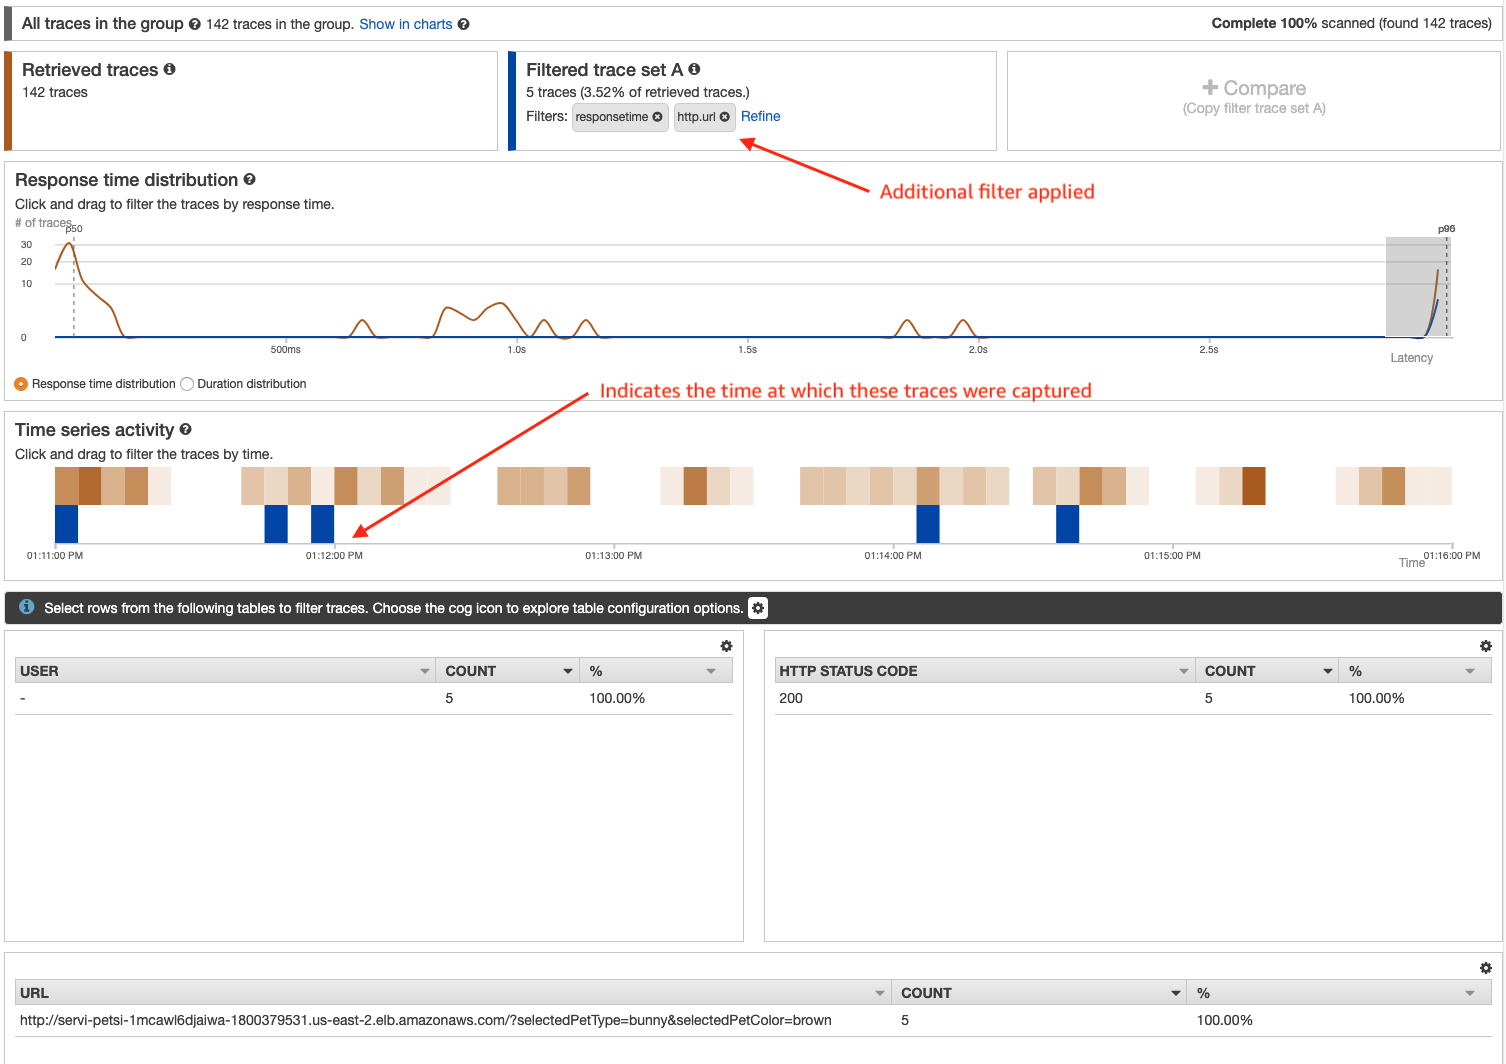 All traces in the group 142 traces in the group. Show in charts
Complete 100% scanned (found 142 traces)
Retrieved traces
142 traces
Filtered trace set A
5 traces (3.52% of retrieved traces.)
Filters: responsetime http.url Refine
Compare
(Copy filter trace set A)
Additional filter applied
Response time distribution
Click and drag to filter the traces by response time.
# of traces
p50
30
20
10
0
500ms
1.0s
1.5s
2.0s
2.5s
Latency
Response time distribution Duration distribution
Indicates the time at which these traces were captured
Time series activity
Click and drag to filter the traces by time.
01:11:00 PM
01:12:00 PM
01:13:00 PM
01:14:00 PM
01:15:00 PM
01:16:00 PM
Time
Select rows from the following tables to filter traces. Choose the cog icon to explore table configuration options.
USER COUNT %
- 5 100.00%
HTTP STATUS CODE COUNT %
200 5 100.00%
URL COUNT %
http://servi-petsi-1mcawl6djaiwa-1800379531.us-east-2.elb.amazonaws.com/?selectedPetType=bunny&selectedPetColor=brown 5 100.00%